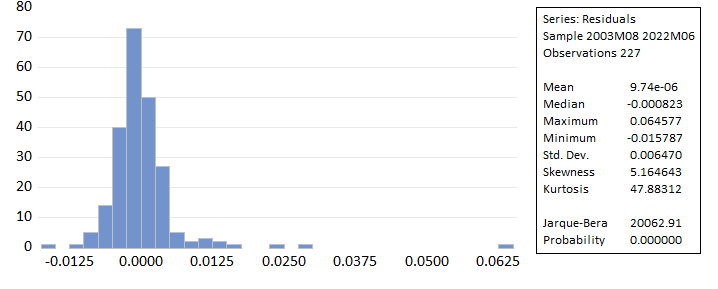 80
70
60
50
40
30
20
10
0
-0.0125 0.0000 0.0125 0.0250 0.0375 0.0500 0.0625
Series: Residuals
Sample 2003M08 2022M06
Observations 227
Mean 9.74e-06
Median -0.000823
Maximum 0.064577
Minimum -0.015787
Std. Dev. 0.006470
Skewness 5.164643
Kurtosis 47.88312
Jarque-Bera 20062.91
Probability 0.000000